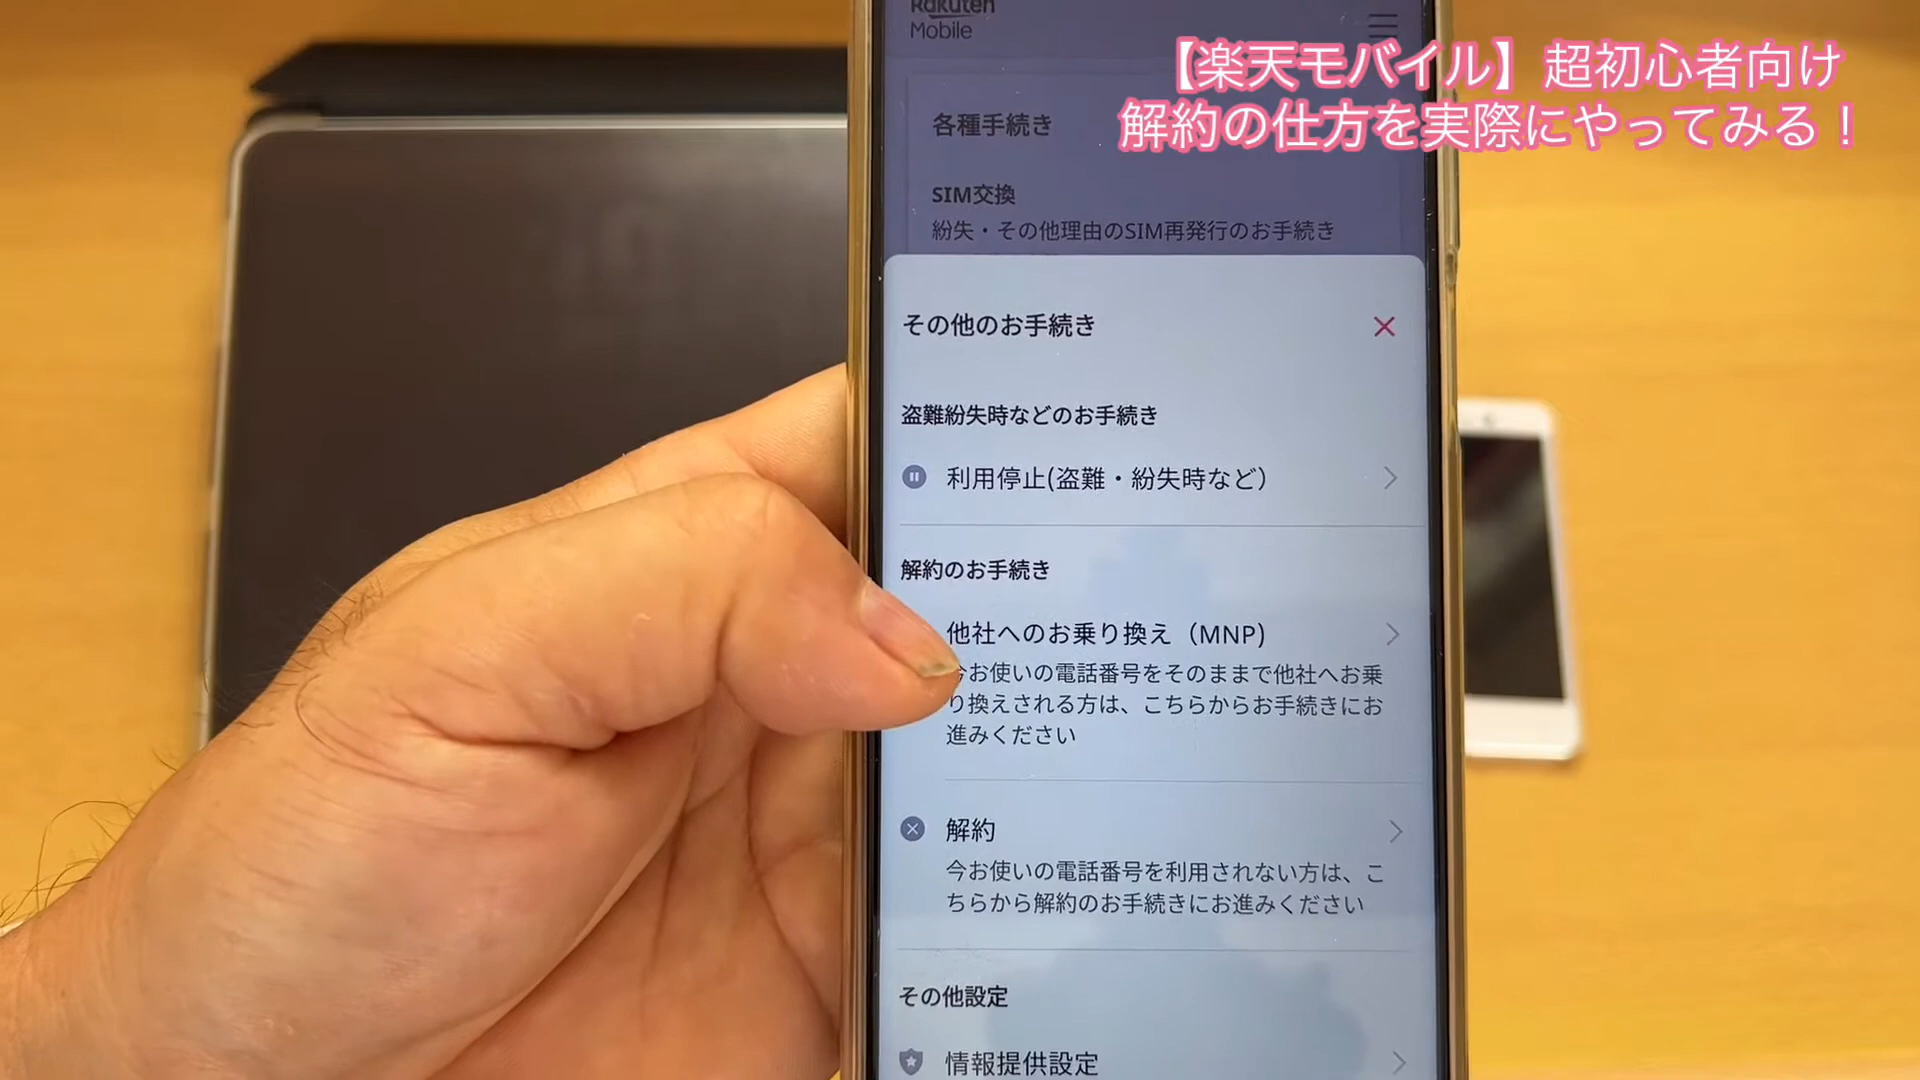 Rakuten
Mobile
【楽天モバイル】超初心者向け
解約の仕方を実際にやってみる！
各種手続き
SIM交換
紛失・その他理由のSIM再発行のお手続き
その他のお手続き
盗難紛失時などのお手続き
利用停止(盗難・紛失時など）
解約のお手続き
他社へのお乗り換え（MNP)
今お使いの電話番号をそのままで他社へお乗
り換えされる方は、こちらからお手続きにお
進みください
解約
今お使いの電話番号を利用されない方は、こ
ちらから解約のお手続きにお進みください
その他設定
情報提供設定